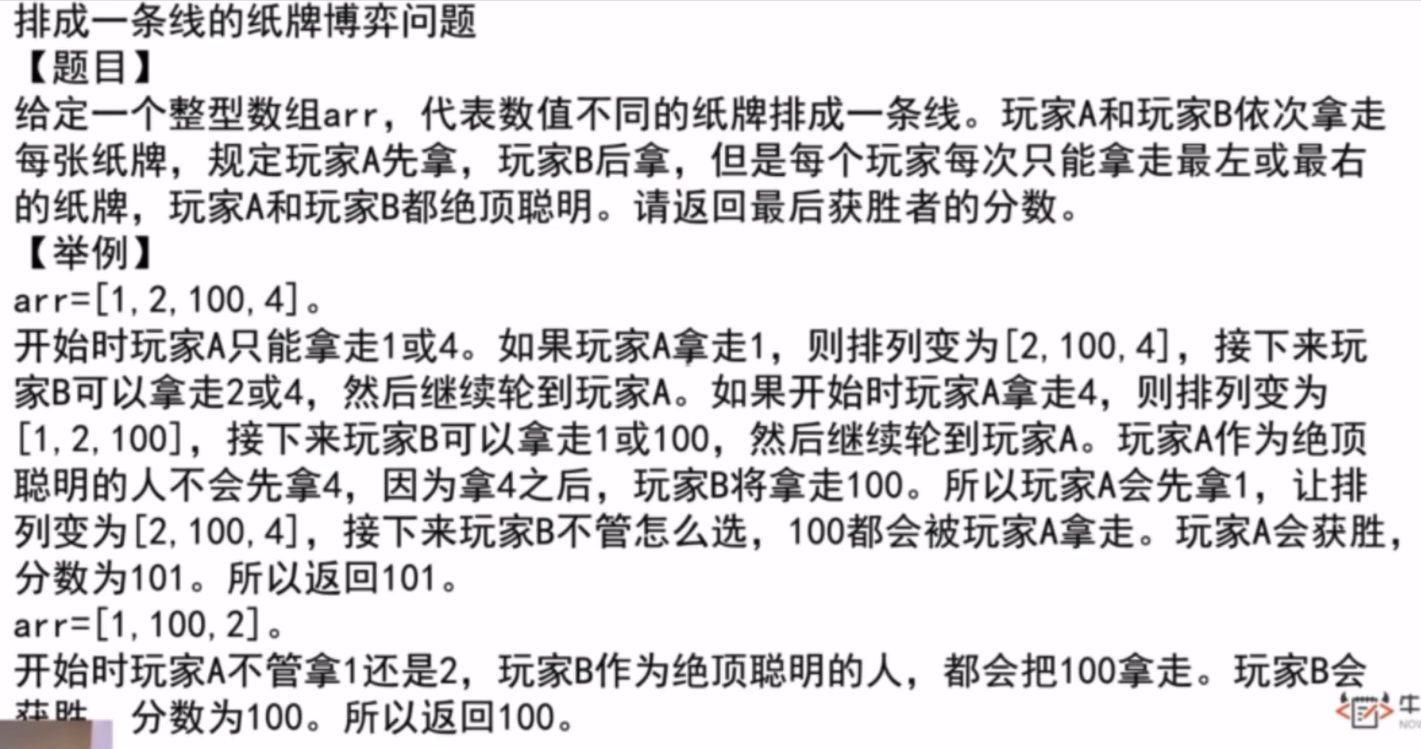 排成一条线的纸牌博弈问题
【题目】
给定一个整型数组arr，代表数值不同的纸牌排成一条线。玩家A和玩家B依次拿走
每张纸牌，规定玩家A先拿，玩家B后拿，但是每个玩家每次只能拿走最左或最右
的纸牌，玩家A和玩家B都绝顶聪明。请返回最后获胜者的分数。
【举例】
arr=[1,2,100,4]。
开始时玩家A只能拿走1或4。如果玩家A拿走1，则排列变为[2,100,4]，接下来玩
家B可以拿走2或4，然后继续轮到玩家A。如果开始时玩家A拿走4，则排列变为
[1,2,100]，接下来玩家B可以拿走1或100，然后继续轮到玩家A。玩家A作为绝顶
聪明的人不会先拿4，因为拿4之后，玩家B将拿走100。所以玩家A会先拿1，让排
列变为[2,100,4]，接下来玩家B不管怎么选，100都会被玩家A拿走。玩家A会获胜，
分数为101。所以返回101。
arr=[1,100,2]。
开始时玩家A不管拿1还是2，玩家B作为绝顶聪明的人，都会把100拿走。玩家B会
获胜，分数为100。所以返回100。
牛
NOW